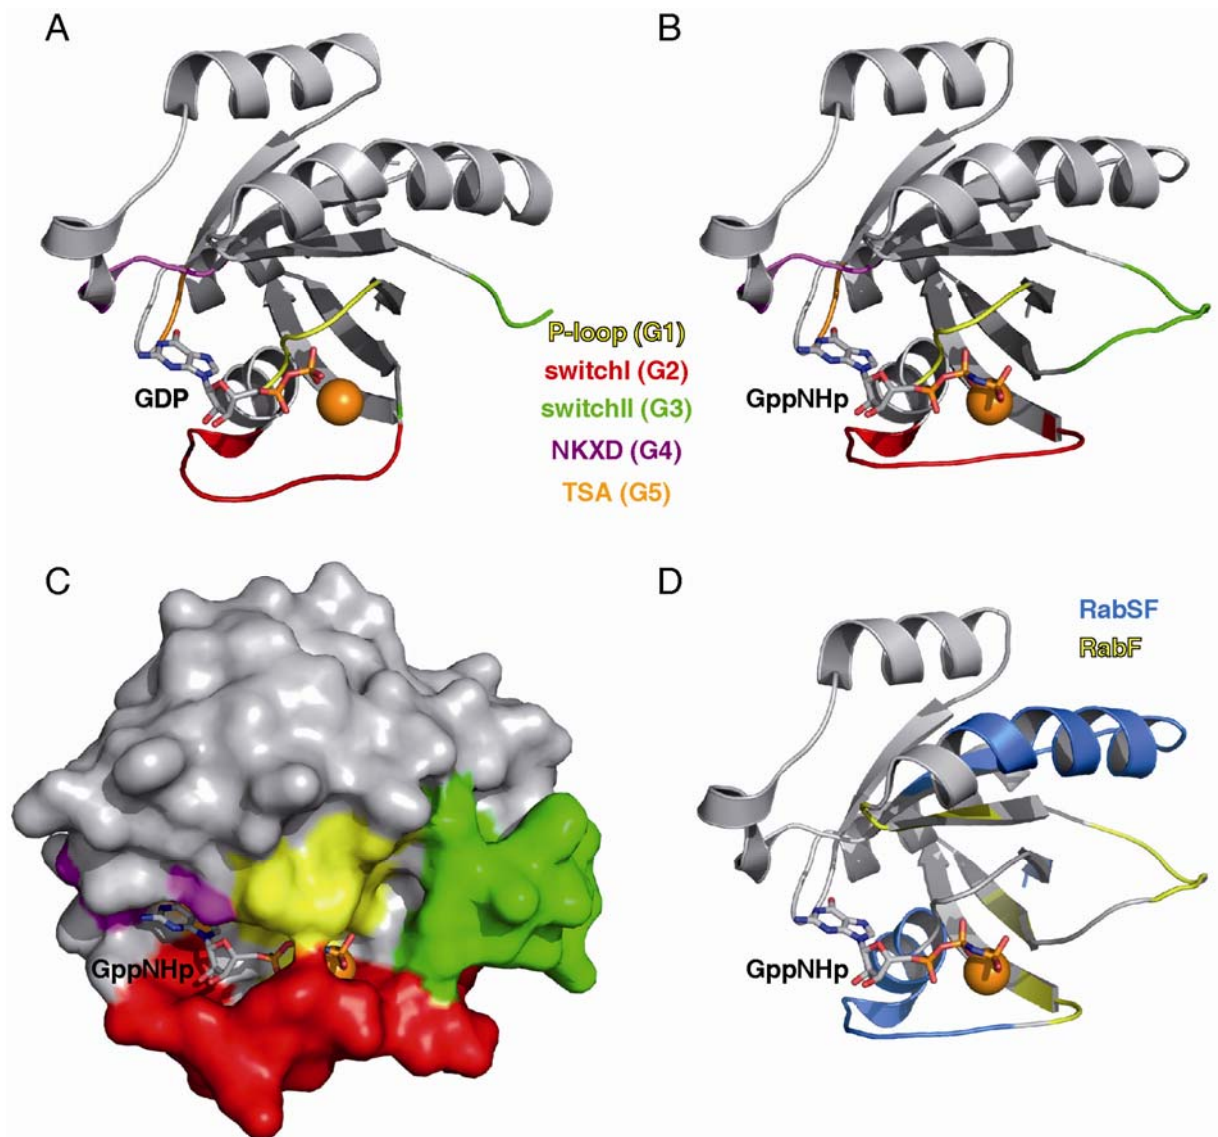 A
B
GDP
P-loop (G1)
switchI (G2)
switchII (G3)
NKXD (G4)
TSA (G5)
GppNHp
C
D
GppNHp
RabSF
RabF
GppNHp